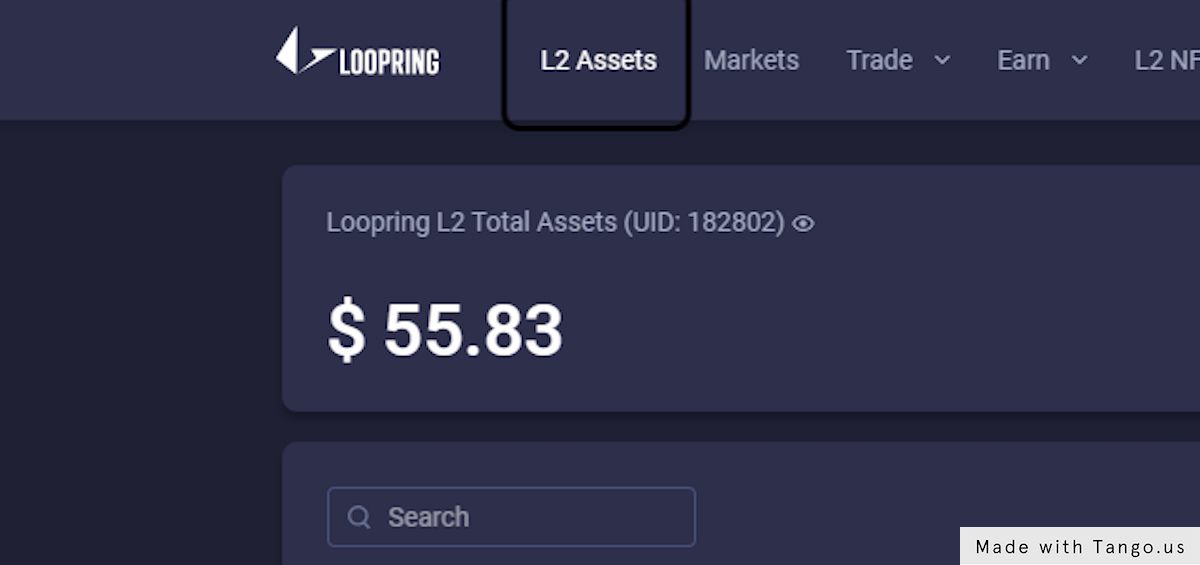 LOOPRING
L2 Assets
Markets
Trade
Earn
L2 NF
Loopring L2 Total Assets (UID: 182802)
$ 55.83
Search
Made with Tango.us